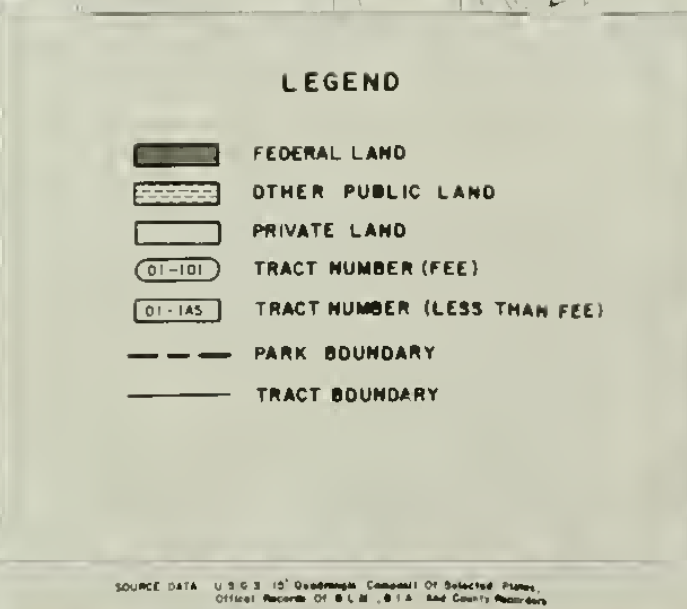 LEGEND
FEDERAL LAND
OTHER PUBLIC LAND
PRIVATE LAND
01-101 TRACT NUMBER (FEE)
01-1AS TRACT NUMBER (LESS THAN FEE)
PARK BOUNDARY
TRACT BOUNDARY
SOURCE DATA U.S.G.S. 15' Quadrangle Composit Of Selected Plates,
Official Records Of B L M , B I A And County Recorders